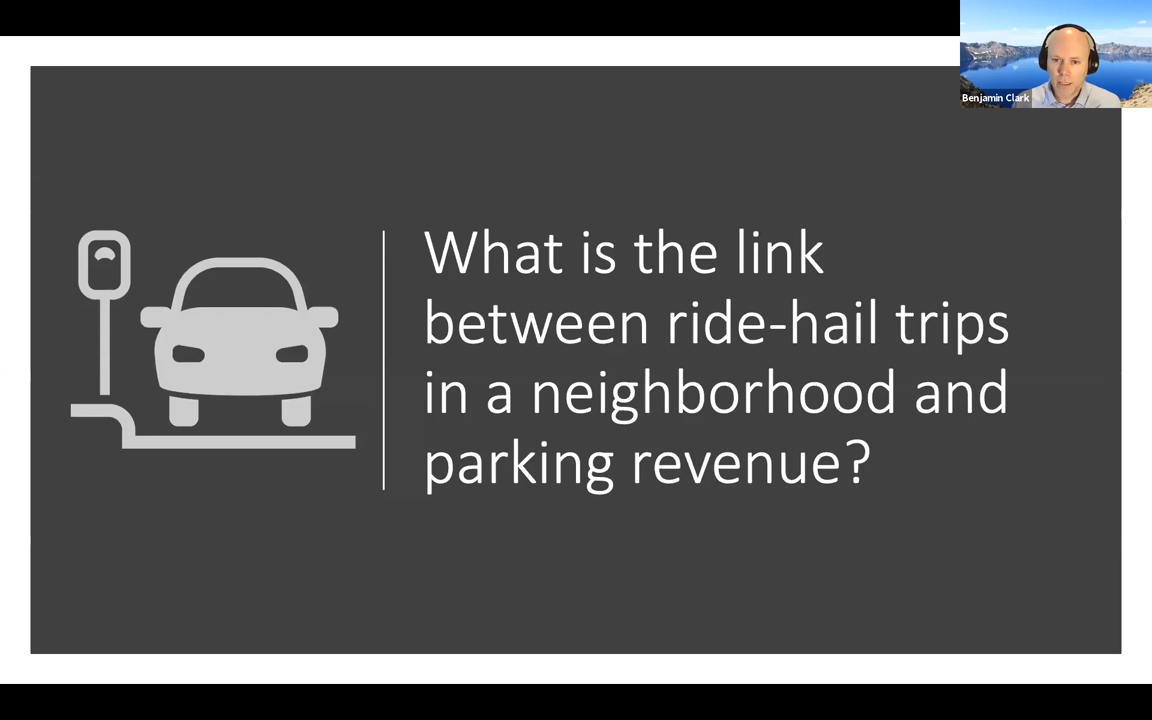 Benjamin Clark
What is the link
between ride-hail trips
in a neighborhood and
parking revenue?